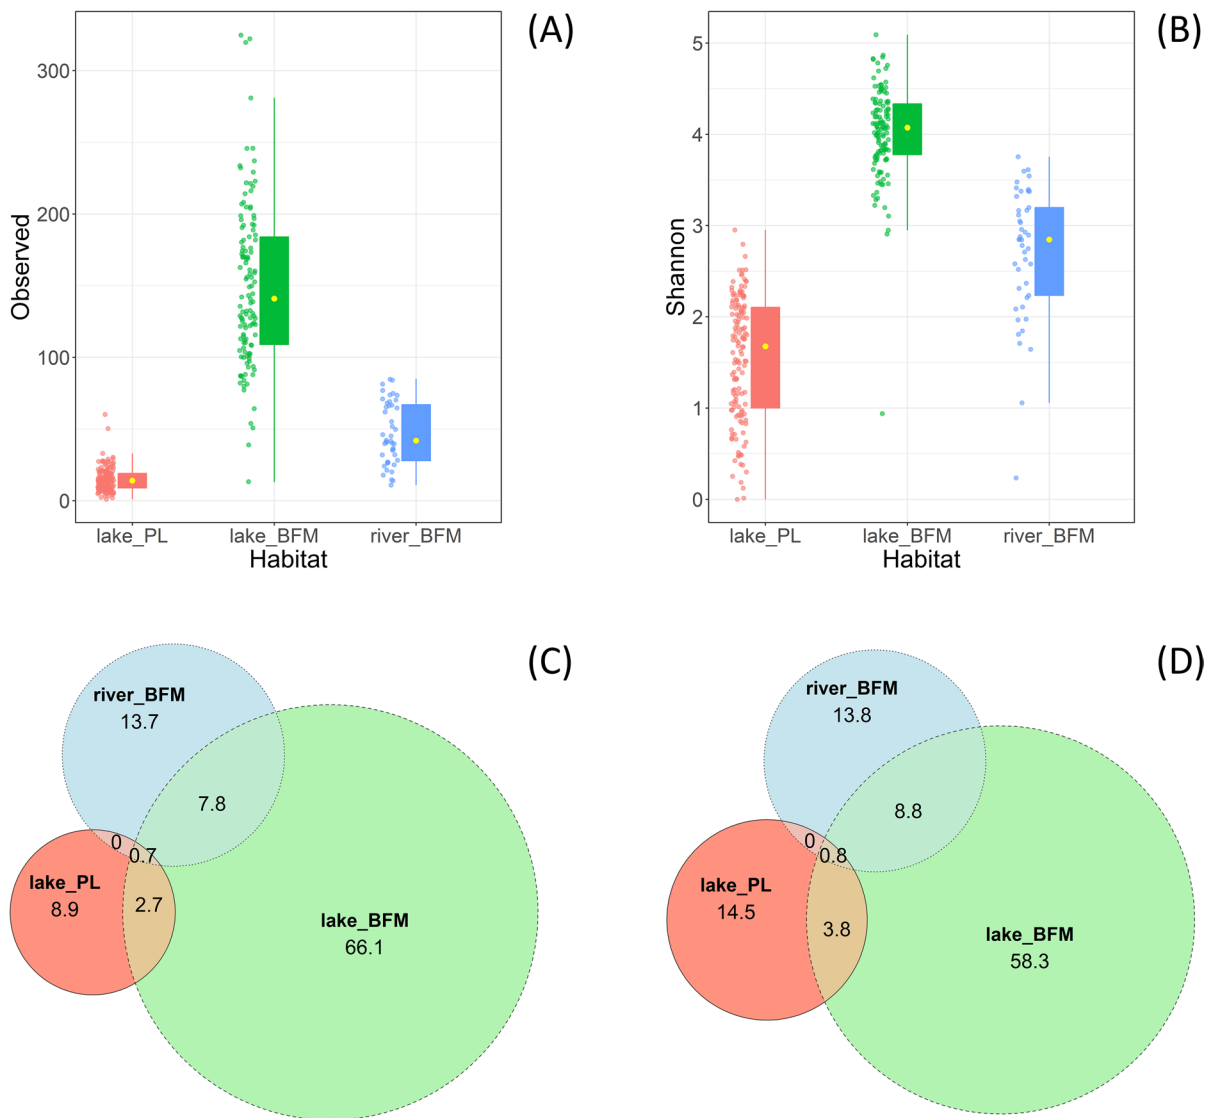 (A)
Observed
300
200
100
0
lake_PL lake_BFM river_BFM
Habitat
(B)
Shannon
5
4
3
2
1
0
lake_PL lake_BFM river_BFM
Habitat
(C)
river_BFM
13.7
7.8
0
0.7
lake_PL
8.9
2.7
lake_BFM
66.1
(D)
river_BFM
13.8
8.8
0
0.8
lake_PL
14.5
3.8
lake_BFM
58.3